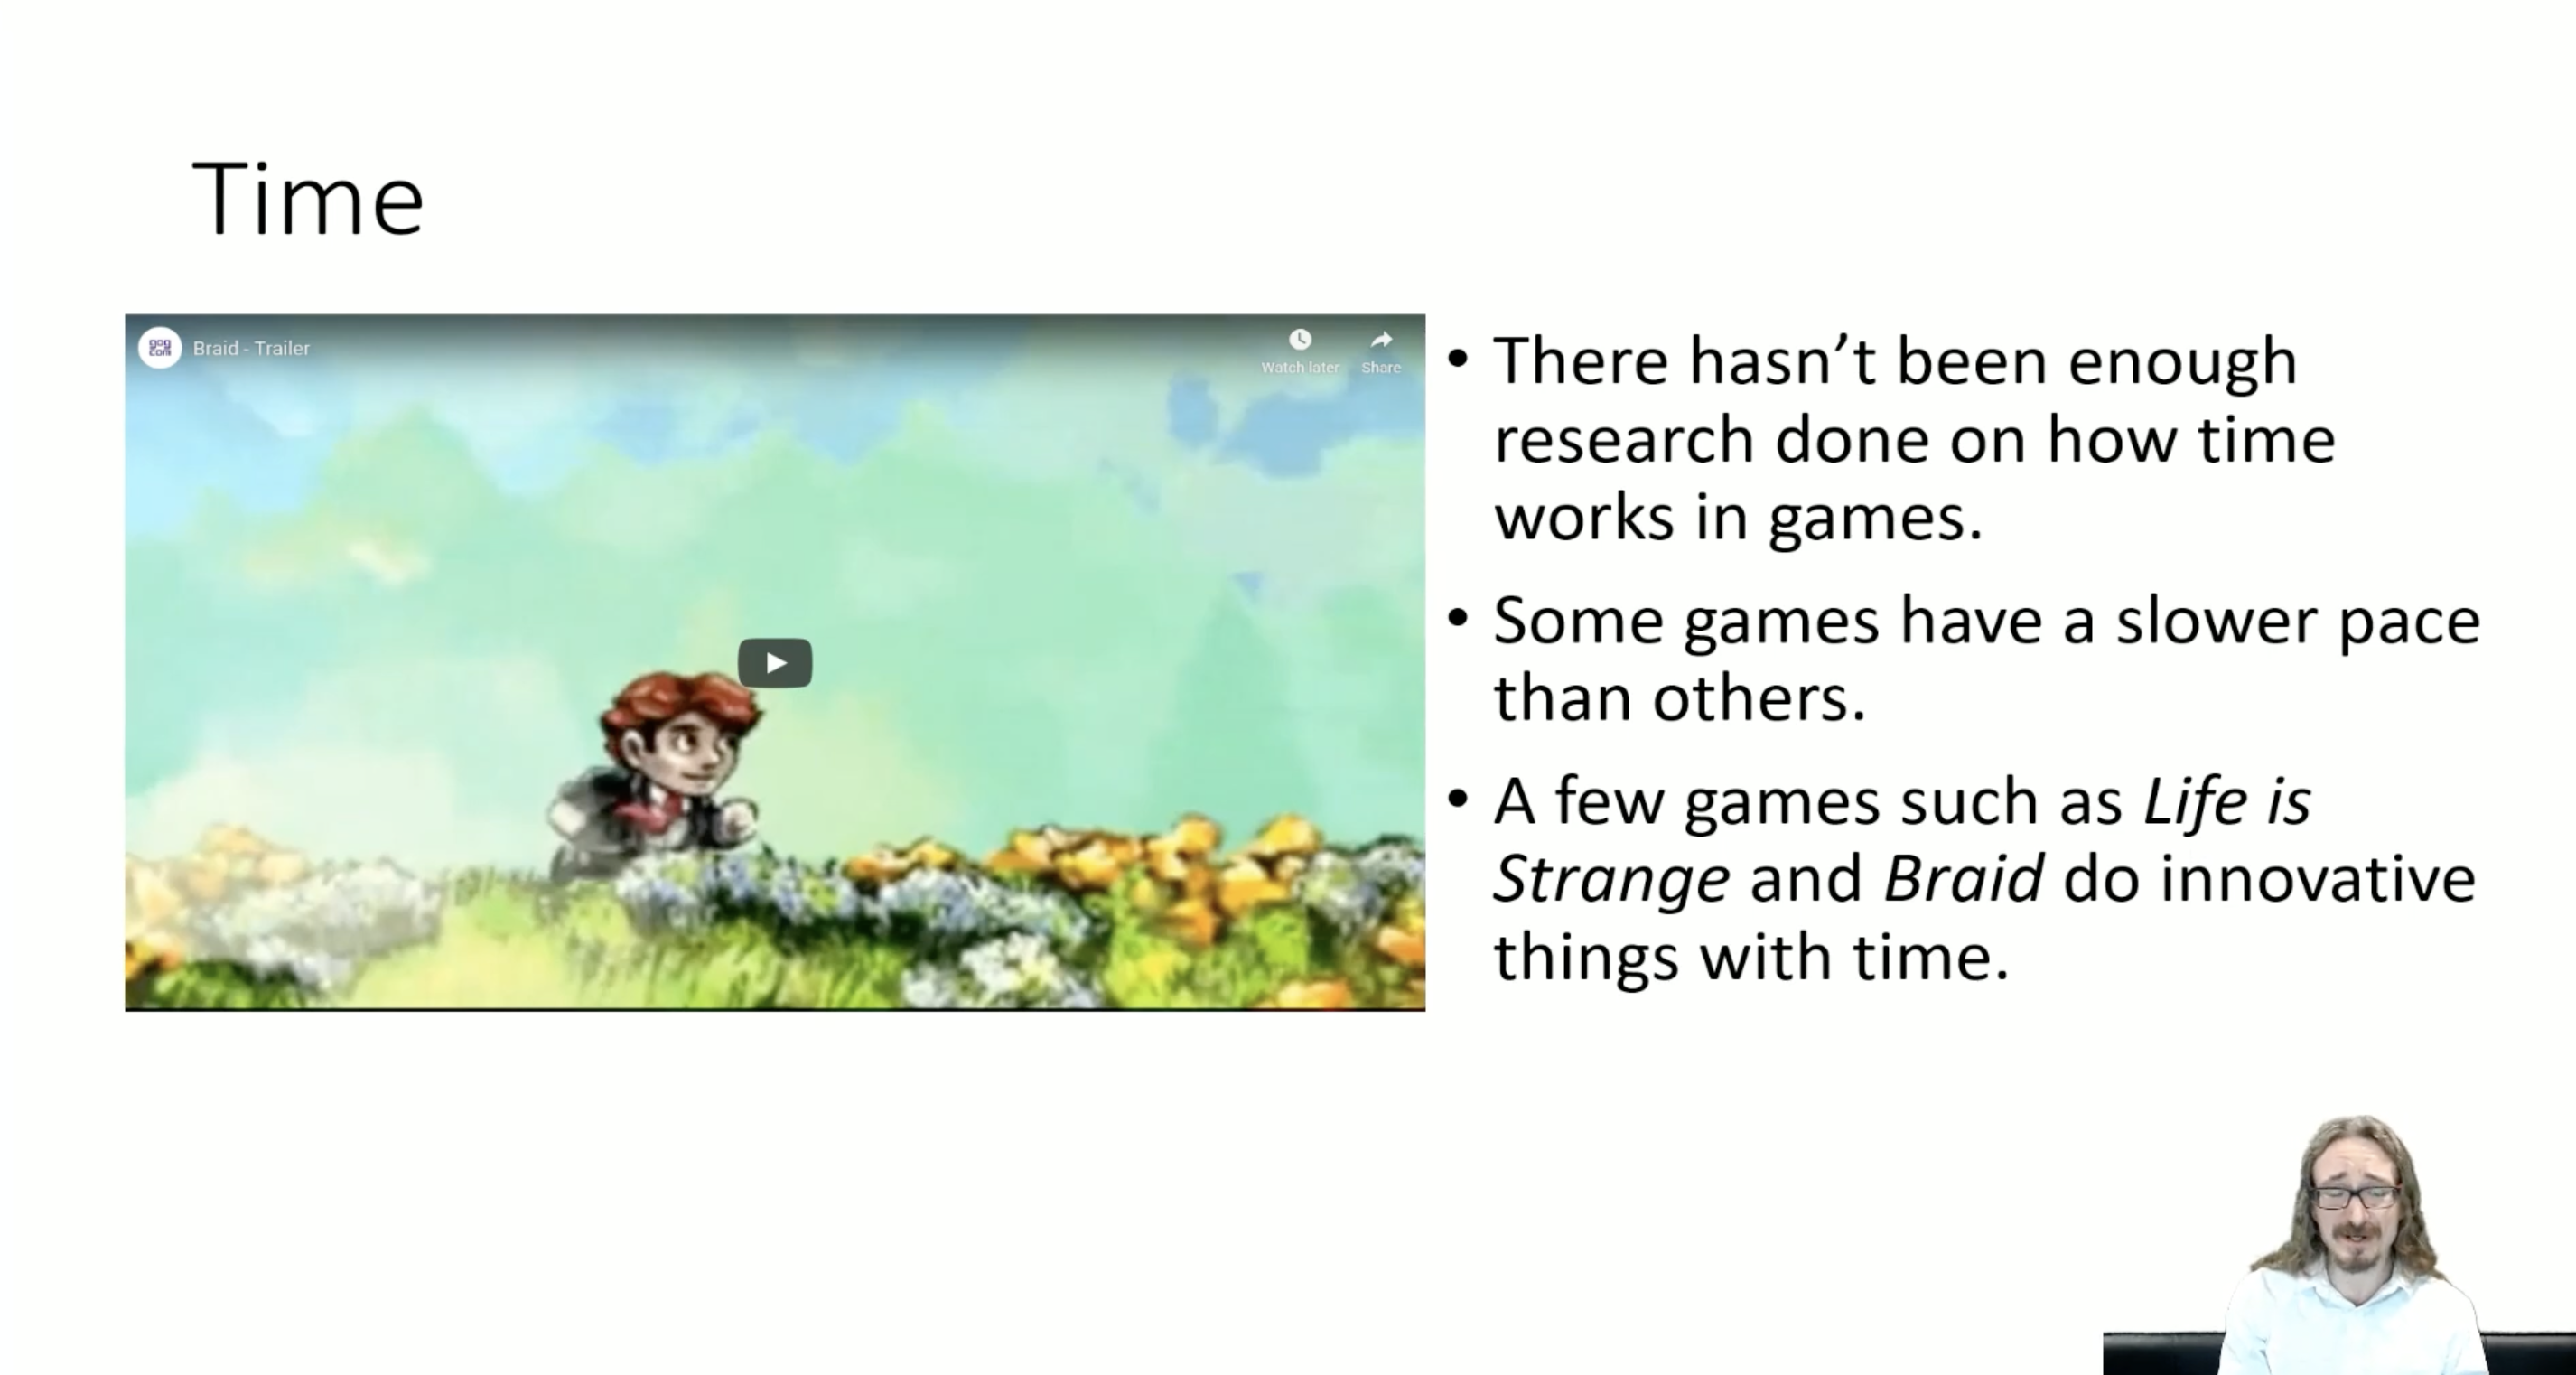 Time
gog
com
Braid - Trailer
Watch later
Share
• There hasn’t been enough
research done on how time
works in games.
• Some games have a slower pace
than others.
• A few games such as Life is
Strange and Braid do innovative
things with time.